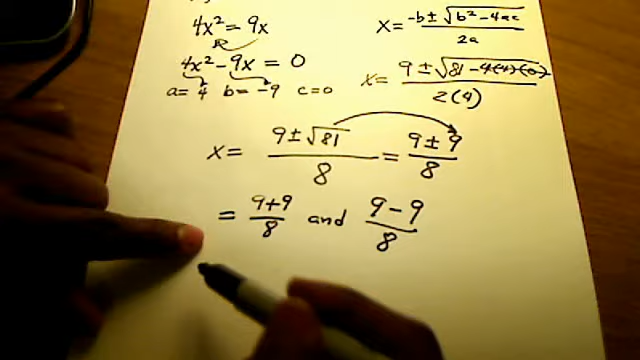 4x² = 9x
x = -b ± √b² - 4ac / 2a
4x² - 9x = 0
a = 4 b = -9 c = 0
x = 9 ± √81 - 4(4)(0) / 2(4)
x = 9 ± √81 / 8 = 9 ± 9 / 8
= 9+9 / 8 and 9-9 / 8